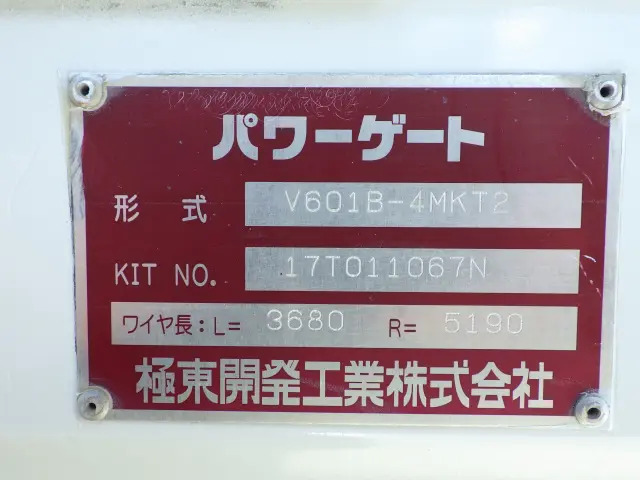 パワーゲート
形式 V601B-4MKT2
KIT NO. 17T011067N
ワイヤ長:L= 3680 R= 5190
極東開発工業株式会社